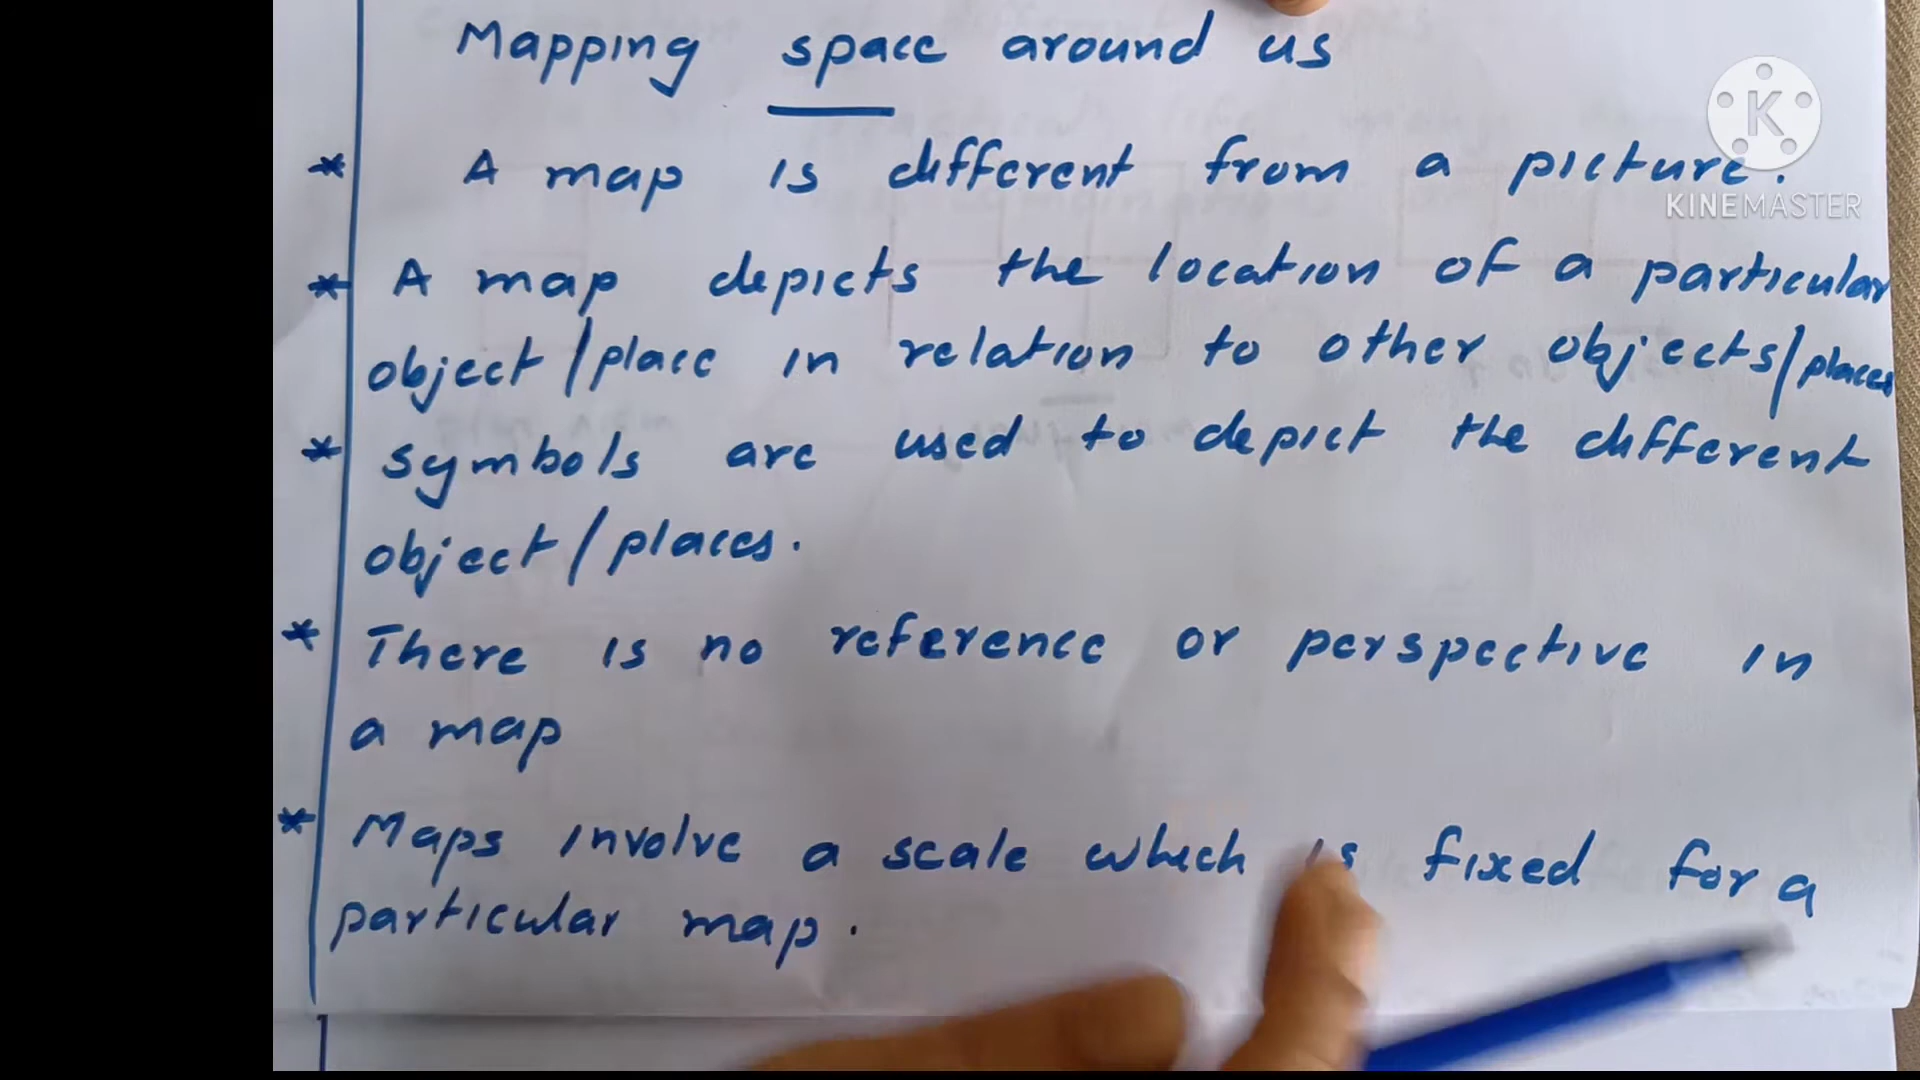 Mapping space around us
* A map is different from a picture.
* A map depicts the location of a particular
object/place in relation to other objects/places
* symbols are used to depict the different
object/places.
* There is no reference or perspective in
a map
* Maps involve a scale which is fixed for a
particular map.
K
KINEMASTER